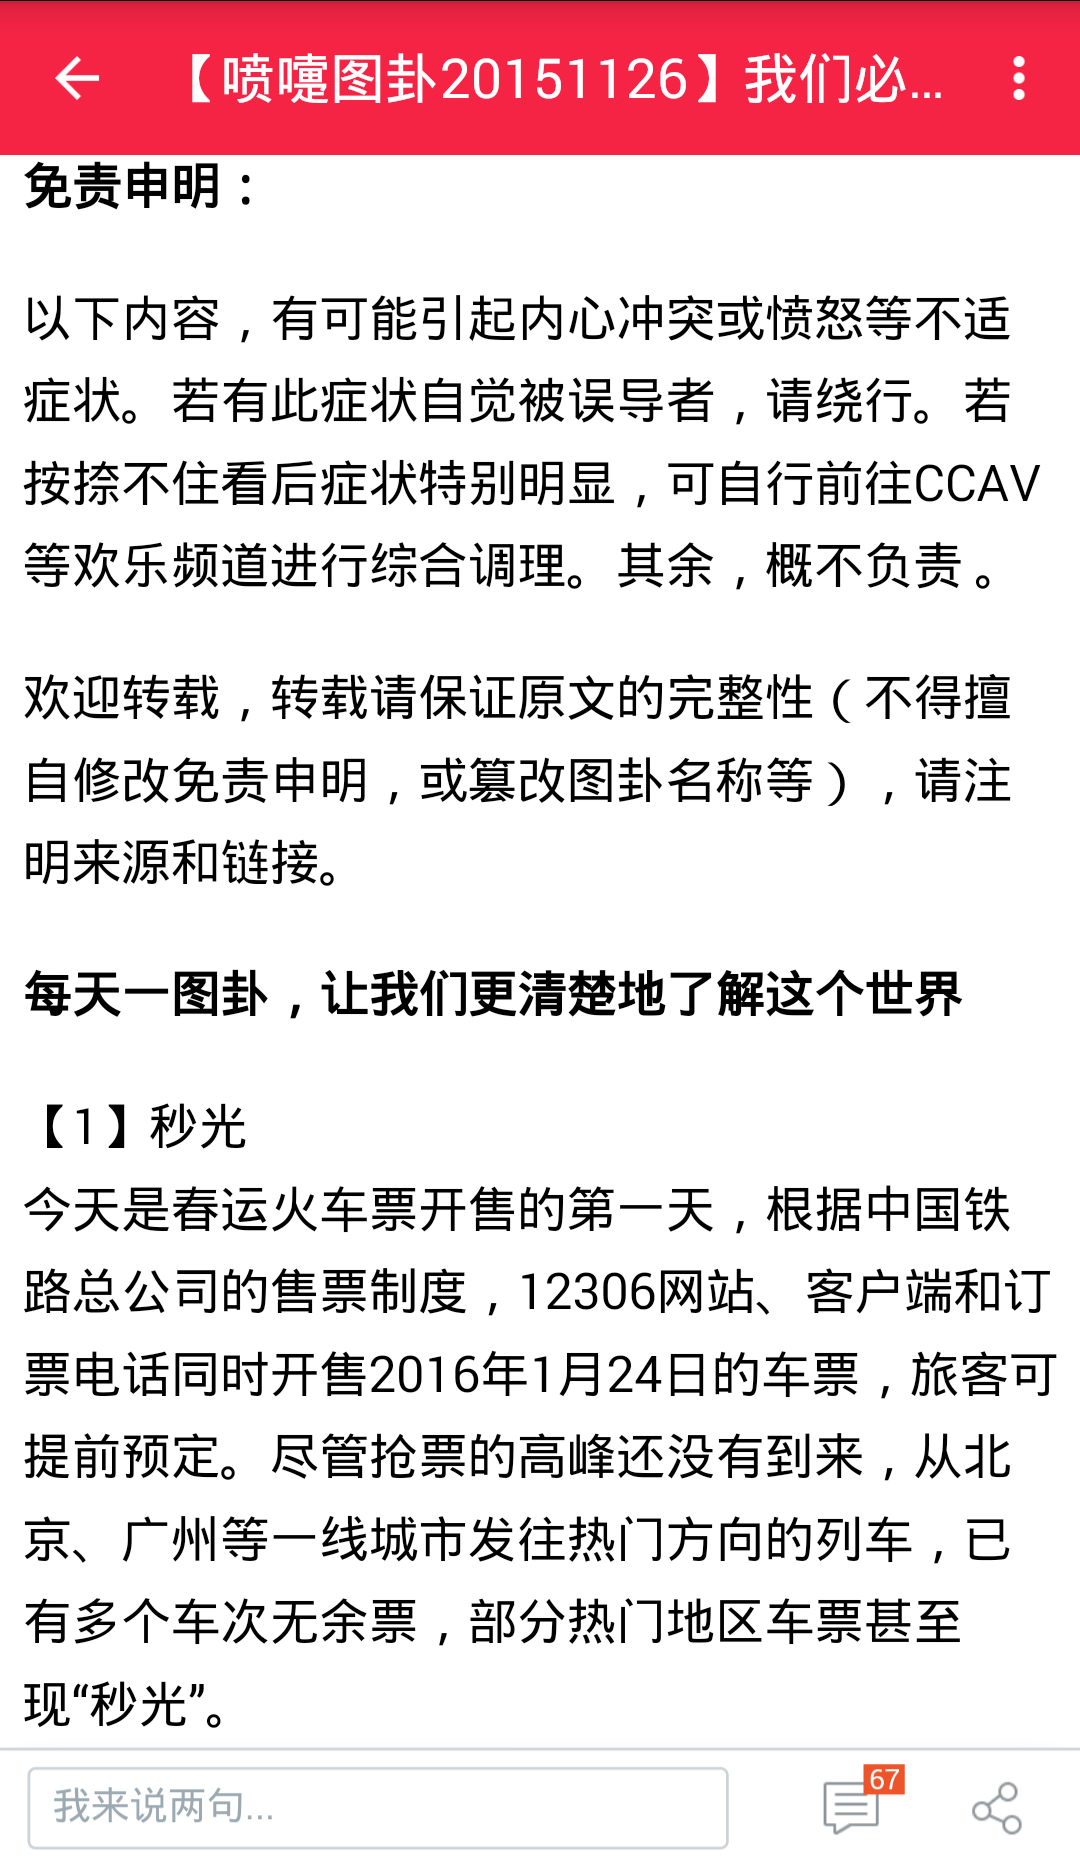 【喷嚏图卦20151126】我们必...
免责申明：
以下内容，有可能引起内心冲突或愤怒等不适
症状。若有此症状自觉被误导者，请绕行。若
按捺不住看后症状特别明显，可自行前往CCAV
等欢乐频道进行综合调理。其余，概不负责 。
欢迎转载，转载请保证原文的完整性（不得擅
自修改免责申明，或篡改图卦名称等），请注
明来源和链接。
每天一图卦，让我们更清楚地了解这个世界
【1】秒光
今天是春运火车票开售的第一天，根据中国铁
路总公司的售票制度，12306网站、客户端和订
票电话同时开售2016年1月24日的车票，旅客可
提前预定。尽管抢票的高峰还没有到来，从北
京、广州等一线城市发往热门方向的列车，已
有多个车次无余票，部分热门地区车票甚至
现“秒光”。
我来说两句...
67